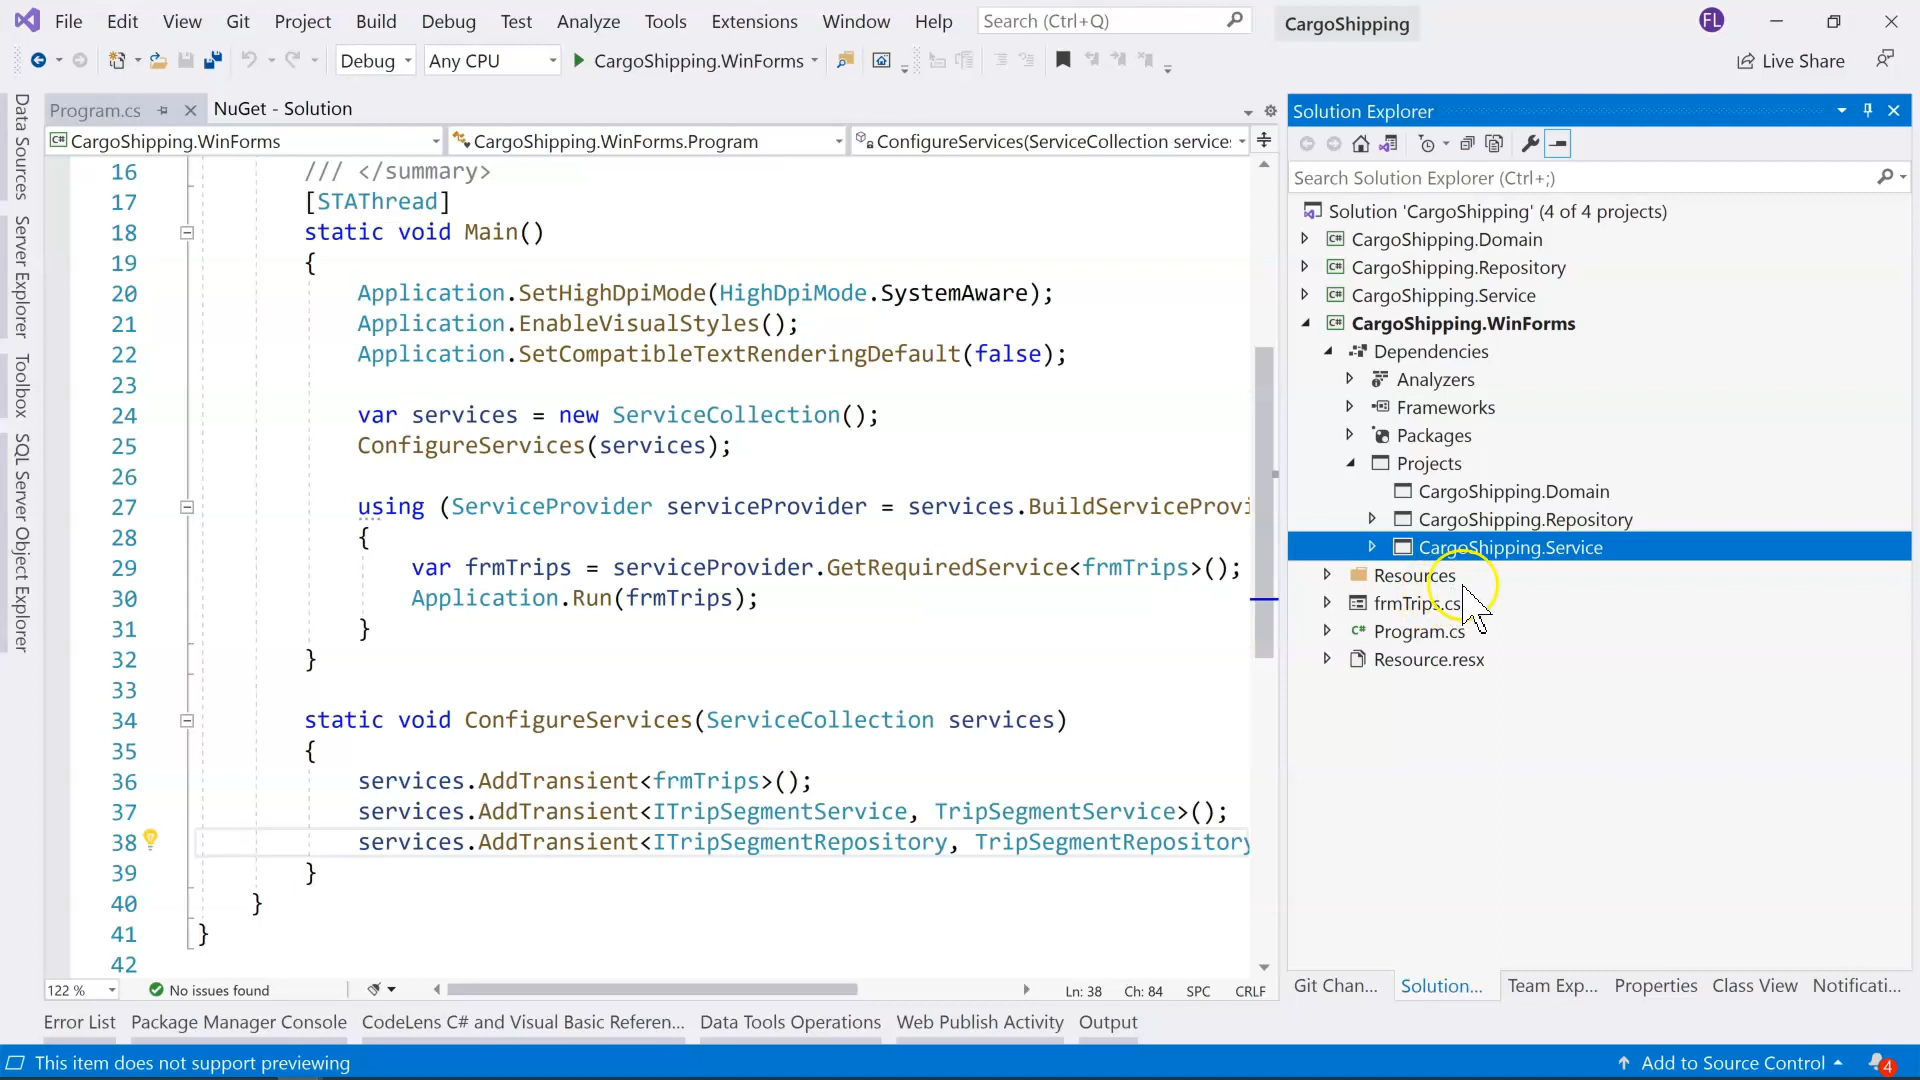 File Edit View Git Project Build Debug Test Analyze Tools Extensions Window Help Search (Ctrl+Q) CargoShipping FL
Debug Any CPU CargoShipping.WinForms Live Share
Program.cs NuGet - Solution
CargoShipping.WinForms CargoShipping.WinForms.Program ConfigureServices(ServiceCollection service:
16 /// </summary>
17 [STAThread]
18 static void Main()
19 {
20 Application.SetHighDpiMode(HighDpiMode.SystemAware);
21 Application.EnableVisualStyles();
22 Application.SetCompatibleTextRenderingDefault(false);
23
24 var services = new ServiceCollection();
25 ConfigureServices(services);
26
27 using (ServiceProvider serviceProvider = services.BuildServiceProvi
28 {
29 var frmTrips = serviceProvider.GetRequiredService<frmTrips>();
30 Application.Run(frmTrips);
31 }
32 }
33
34 static void ConfigureServices(ServiceCollection services)
35 {
36 services.AddTransient<frmTrips>();
37 services.AddTransient<ITripSegmentService, TripSegmentService>();
38 services.AddTransient<ITripSegmentRepository, TripSegmentRepository
39 }
40 }
41 }
42
122 % No issues found Ln: 38 Ch: 84 SPC CRLF
Data Sources
Server Explorer
Toolbox
SQL Server Object Explorer
Solution Explorer
Search Solution Explorer (Ctrl+;)
Solution 'CargoShipping' (4 of 4 projects)
C# CargoShipping.Domain
C# CargoShipping.Repository
C# CargoShipping.Service
C# CargoShipping.WinForms
Dependencies
Analyzers
Frameworks
Packages
Projects
CargoShipping.Domain
CargoShipping.Repository
CargoShipping.Service
Resources
frmTrips.cs
C# Program.cs
Resource.resx
Git Chan... Solution... Team Exp... Properties Class View Notificati...
Error List Package Manager Console CodeLens C# and Visual Basic Referen... Data Tools Operations Web Publish Activity Output
This item does not support previewing Add to Source Control 4